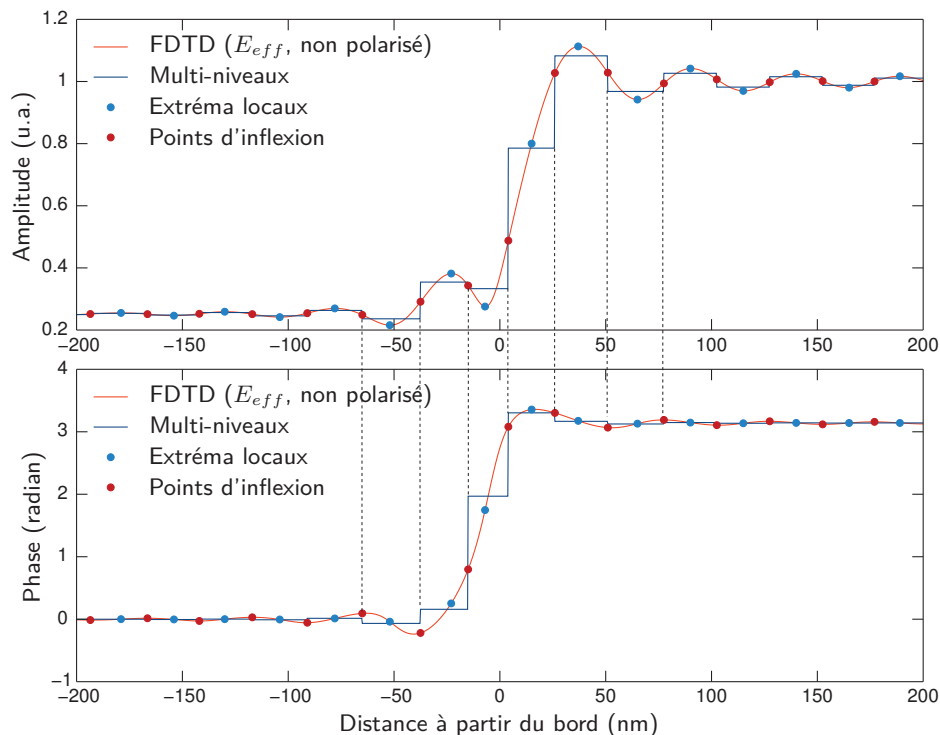 1.2
1.0
0.8
0.6
0.4
0.2
Amplitude (u.a.)
FDTD (E_eff, non polarisé)
Multi-niveaux
Extréma locaux
Points d'inflexion
−200 −150 −100 −50 0 50 100 150 200
4
3
2
1
0
−1
Phase (radian)
FDTD (E_eff, non polarisé)
Multi-niveaux
Extréma locaux
Points d'inflexion
−200 −150 −100 −50 0 50 100 150 200
Distance à partir du bord (nm)